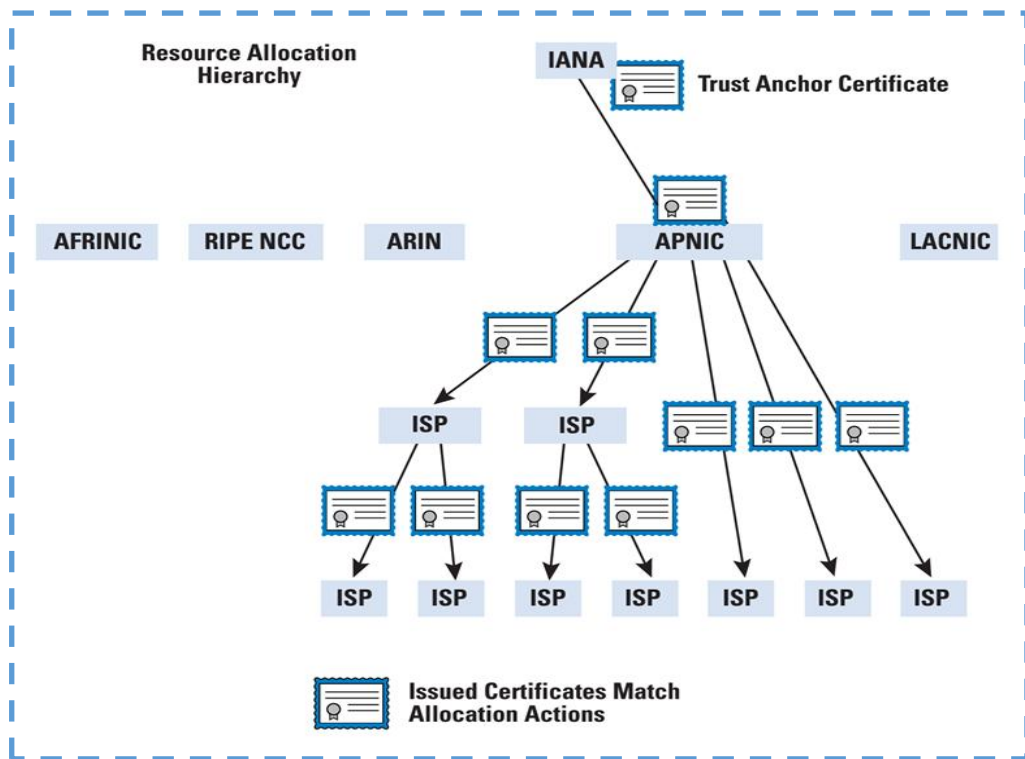 Resource Allocation
Hierarchy
IANA
Trust Anchor Certificate
AFRINIC
RIPE NCC
ARIN
APNIC
LACNIC
ISP
ISP
ISP
ISP
ISP
ISP
ISP
ISP
ISP
Issued Certificates Match
Allocation Actions